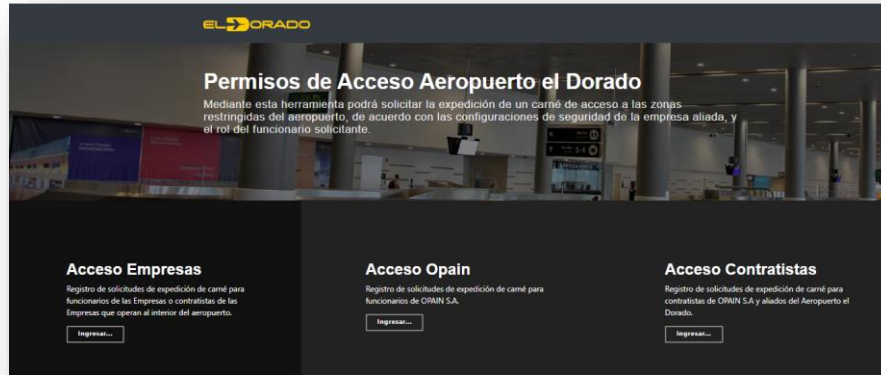 EL DORADO
Permisos de Acceso Aeropuerto el Dorado
Mediante esta herramienta podrá solicitar la expedición de un carné de acceso a las zonas
restringidas del aeropuerto, de acuerdo con las configuraciones de seguridad de la empresa aliada, y
el rol del funcionario solicitante.
Acceso Empresas
Registro de solicitudes de expedición de carné para
funcionarios de las Empresas o contratistas de las
Empresas que operan al interior del aeropuerto.
Ingresar...
Acceso Opain
Registro de solicitudes de expedición de carné para
funcionarios de OPAIN S.A.
Ingresar...
Acceso Contratistas
Registro de solicitudes de expedición de carné para
contratistas de OPAIN S.A y aliados del Aeropuerto el
Dorado.
Ingresar...